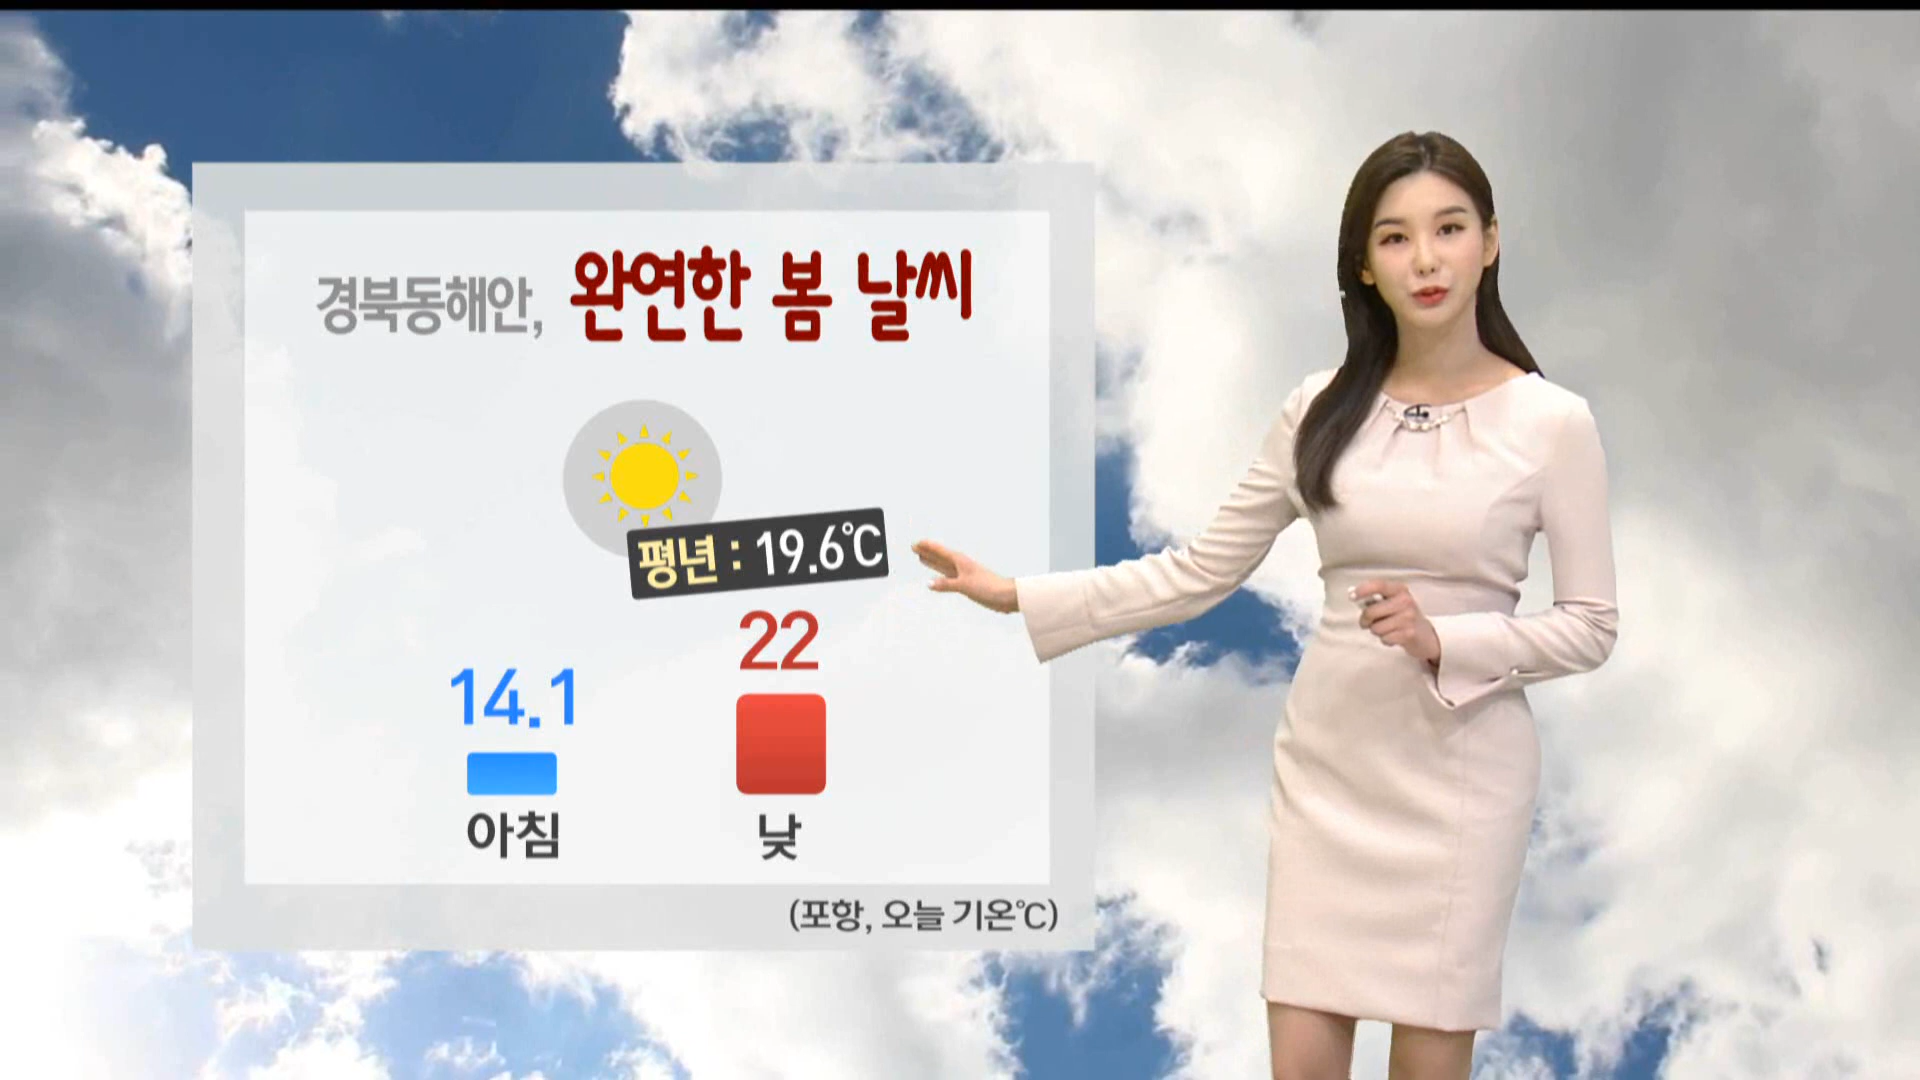 경북동해안, 완연한 봄 날씨
평년 : 19.6℃
22
14.1
아침
낮
(포항, 오늘 기온℃)